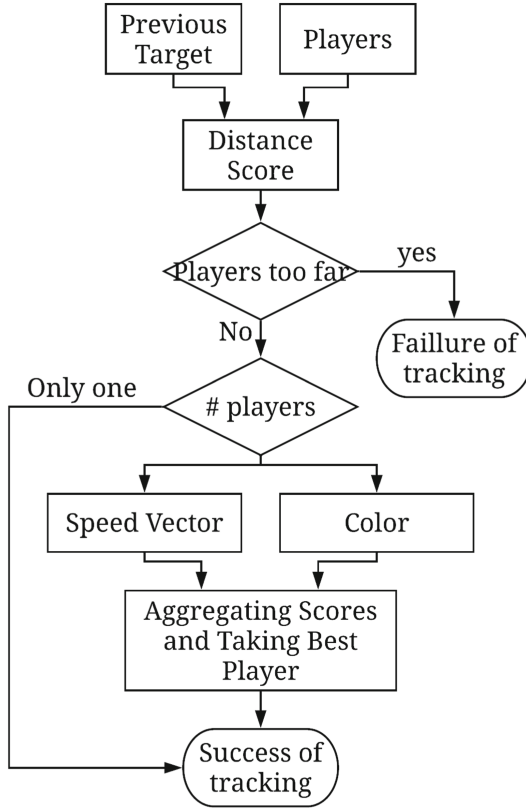 Previous
Target
Players
Distance
Score
Players too far
yes
No
Faillure of
tracking
Only one
# players
Speed Vector
Color
Aggregating Scores
and Taking Best
Player
Success of
tracking